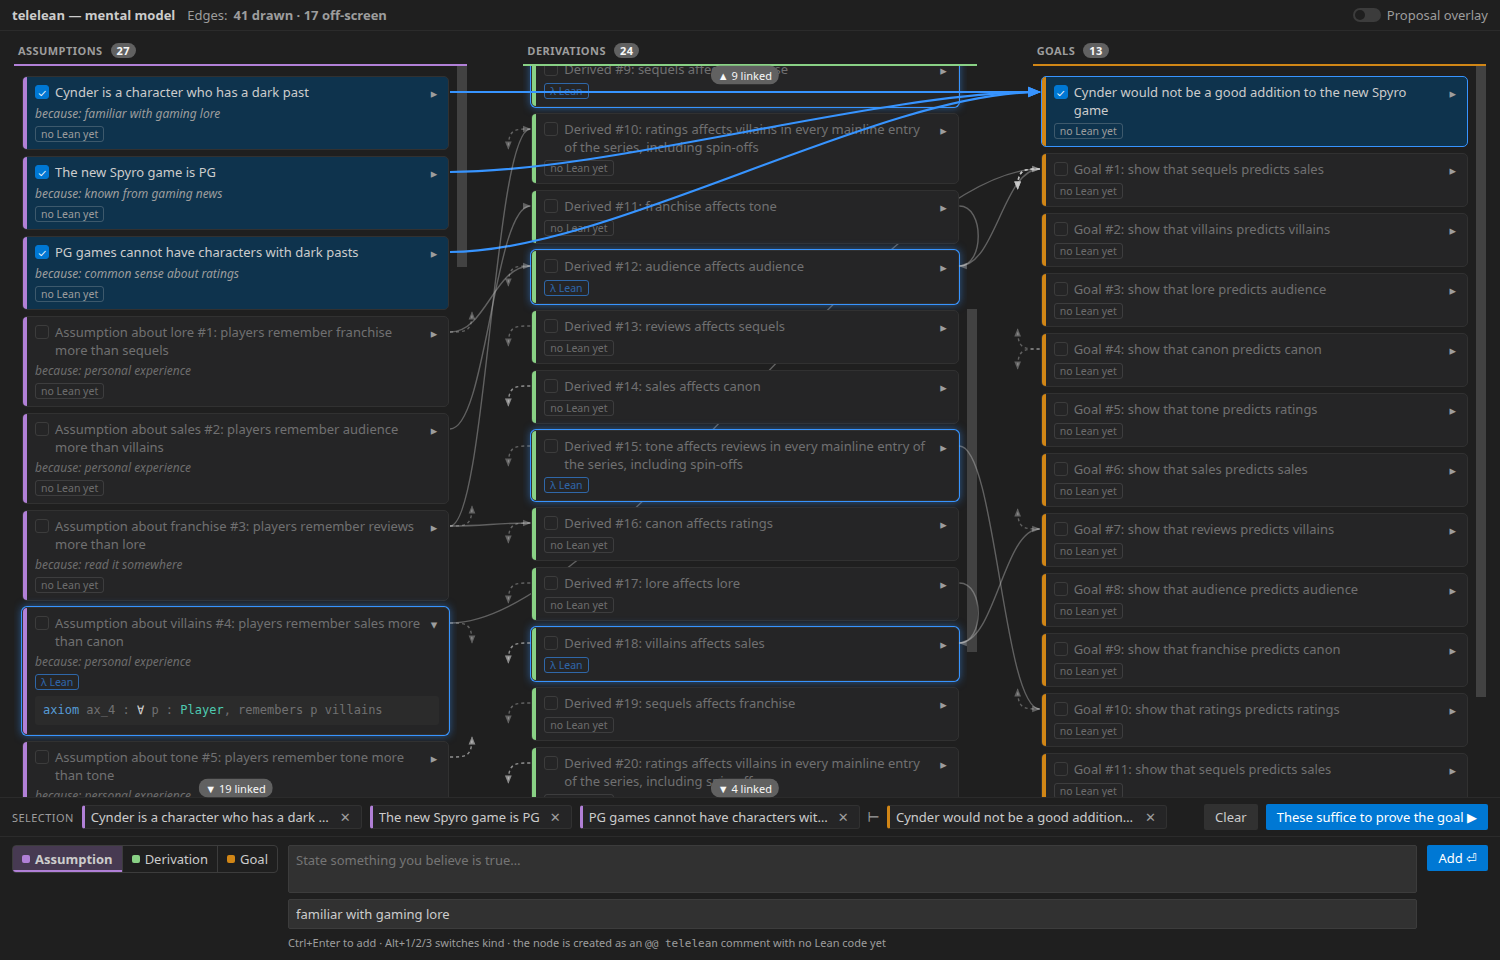 telelean — mental model Edges: 41 drawn · 17 off-screen Proposal overlay
ASSUMPTIONS 27
Cynder is a character who has a dark past
because: familiar with gaming lore
no Lean yet
The new Spyro game is PG
because: known from gaming news
no Lean yet
PG games cannot have characters with dark pasts
because: common sense about ratings
no Lean yet
Assumption about lore #1: players remember franchise
more than sequels
because: personal experience
no Lean yet
Assumption about sales #2: players remember audience
more than villains
because: personal experience
no Lean yet
Assumption about franchise #3: players remember reviews
more than lore
because: read it somewhere
no Lean yet
Assumption about villains #4: players remember sales more
than canon
because: personal experience
λ Lean
axiom ax_4 : ∀ p : Player, remembers p villains
Assumption about tone #5: players remember tone more
than tone
because: personal experience
▼ 19 linked
DERIVATIONS 24
Derived #9: sequels
▲ 9 linked
λ Lean
Derived #10: ratings affects villains in every mainline entry
of the series, including spin-offs
no Lean yet
Derived #11: franchise affects tone
no Lean yet
Derived #12: audience affects audience
λ Lean
Derived #13: reviews affects sequels
no Lean yet
Derived #14: sales affects canon
no Lean yet
Derived #15: tone affects reviews in every mainline entry of
the series, including spin-offs
λ Lean
Derived #16: canon affects ratings
no Lean yet
Derived #17: lore affects lore
no Lean yet
Derived #18: villains affects sales
λ Lean
Derived #19: sequels affects franchise
no Lean yet
Derived #20: ratings affects villains in every mainline entry
of the series, including
▼ 4 linked
GOALS 13
Cynder would not be a good addition to the new Spyro
game
no Lean yet
Goal #1: show that sequels predicts sales
no Lean yet
Goal #2: show that villains predicts villains
no Lean yet
Goal #3: show that lore predicts audience
no Lean yet
Goal #4: show that canon predicts canon
no Lean yet
Goal #5: show that tone predicts ratings
no Lean yet
Goal #6: show that sales predicts sales
no Lean yet
Goal #7: show that reviews predicts villains
no Lean yet
Goal #8: show that audience predicts audience
no Lean yet
Goal #9: show that franchise predicts canon
no Lean yet
Goal #10: show that ratings predicts ratings
no Lean yet
Goal #11: show that sequels predicts sales
no Lean yet
SELECTION Cynder is a character who has a dark ... ✕ The new Spyro game is PG ✕ PG games cannot have characters wit... ✕ ⊢ Cynder would not be a good addition... ✕ Clear These suffice to prove the goal ▶
Assumption Derivation Goal State something you believe is true... Add ⏎
familiar with gaming lore
Ctrl+Enter to add · Alt+1/2/3 switches kind · the node is created as an @@ telelean comment with no Lean code yet